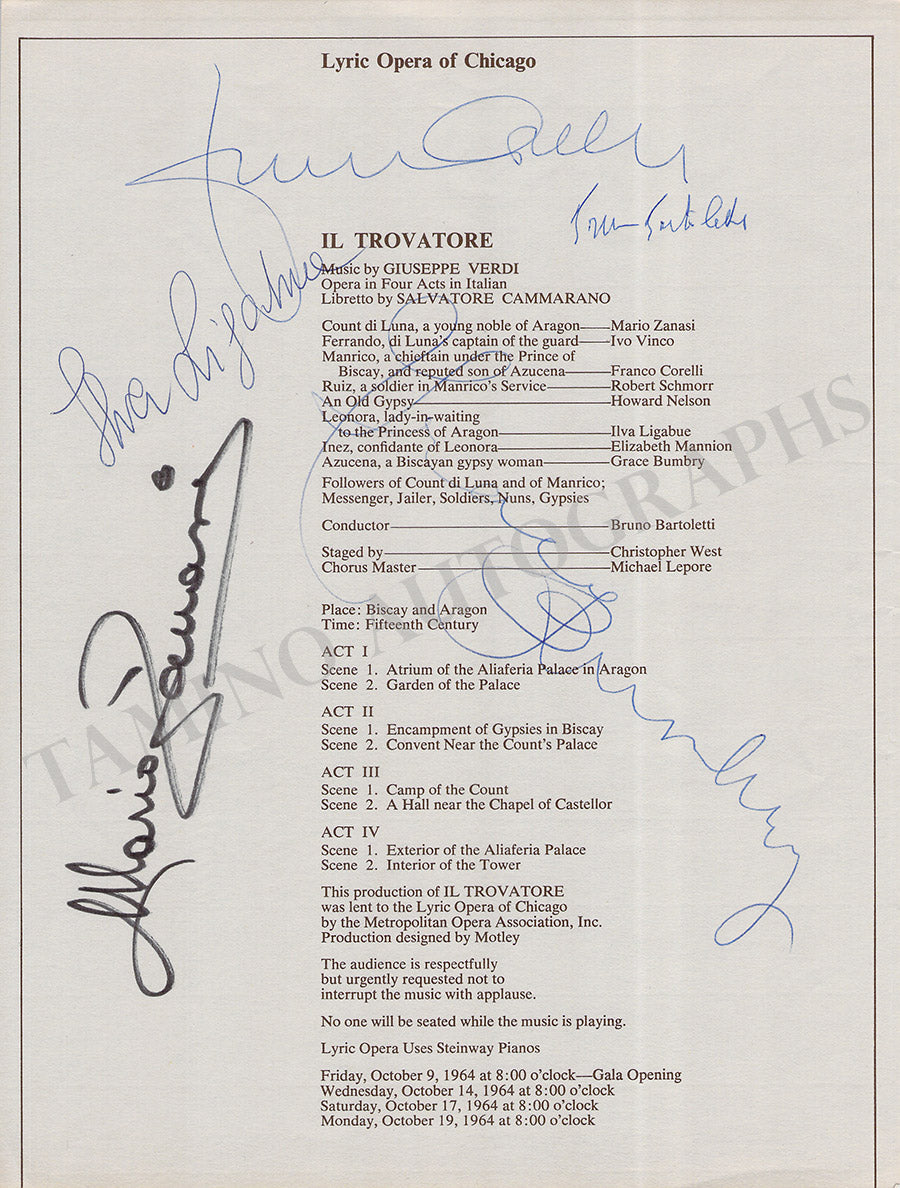 Lyric Opera of Chicago
Franco Corelli
Bruno Bartoletti
IL TROVATORE
Music by GIUSEPPE VERDI
Opera in Four Acts in Italian
Libretto by SALVATORE CAMMARANO
Ilva Ligabue
Count di Luna, a young noble of Aragon——Mario Zanasi
Ferrando, di Luna's captain of the guard——Ivo Vinco
Manrico, a chieftain under the Prince of
Biscay, and reputed son of Azucena——Franco Corelli
Ruiz, a soldier in Manrico's Service——Robert Schmorr
An Old Gypsy——Howard Nelson
Leonora, lady-in-waiting
to the Princess of Aragon——Ilva Ligabue
Inez, confidante of Leonora——Elizabeth Mannion
Azucena, a Biscayan gypsy woman——Grace Bumbry
Followers of Count di Luna and of Manrico;
Messenger, Jailer, Soldiers, Nuns, Gypsies
Conductor——Bruno Bartoletti
Staged by——Christopher West
Chorus Master——Michael Lepore
Grace Bumbry
Mario Zanasi
Place: Biscay and Aragon
Time: Fifteenth Century
ACT I
Scene 1. Atrium of the Aliaferia Palace in Aragon
Scene 2. Garden of the Palace
ACT II
Scene 1. Encampment of Gypsies in Biscay
Scene 2. Convent Near the Count's Palace
ACT III
Scene 1. Camp of the Count
Scene 2. A Hall near the Chapel of Castellor
ACT IV
Scene 1. Exterior of the Aliaferia Palace
Scene 2. Interior of the Tower
This production of IL TROVATORE
was lent to the Lyric Opera of Chicago
by the Metropolitan Opera Association, Inc.
Production designed by Motley
The audience is respectfully
but urgently requested not to
interrupt the music with applause.
No one will be seated while the music is playing.
Lyric Opera Uses Steinway Pianos
Friday, October 9, 1964 at 8:00 o'clock—Gala Opening
Wednesday, October 14, 1964 at 8:00 o'clock
Saturday, October 17, 1964 at 8:00 o'clock
Monday, October 19, 1964 at 8:00 o'clock
TAMINO AUTOGRAPHS